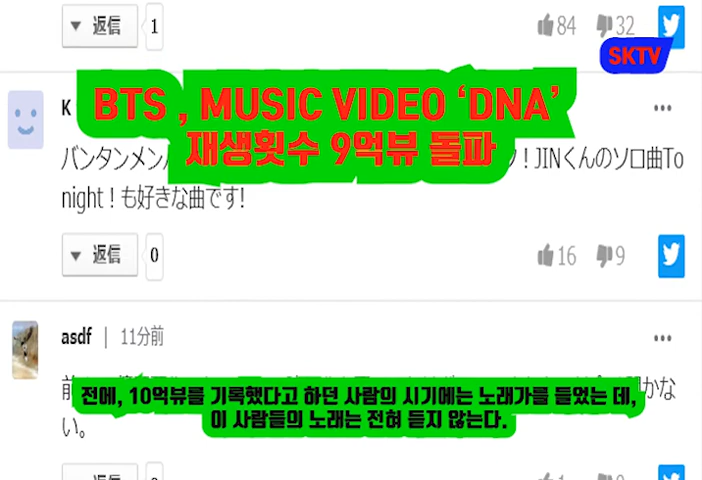 返信 1 84 32
SKTV
K
BTS , MUSIC VIDEO ‘DNA’
재생횟수 9억뷰 돌파
バンタンメン ！JINくんのソロ曲To
night！も好きな曲です!
返信 0 16 9
asdf | 11分前
前
전에, 10억뷰를 기록했다고 하던 사람의 시기에는 노래가를 들었는 데,
이 사람들의 노래는 전혀 듣지 않는다.
かな
い。